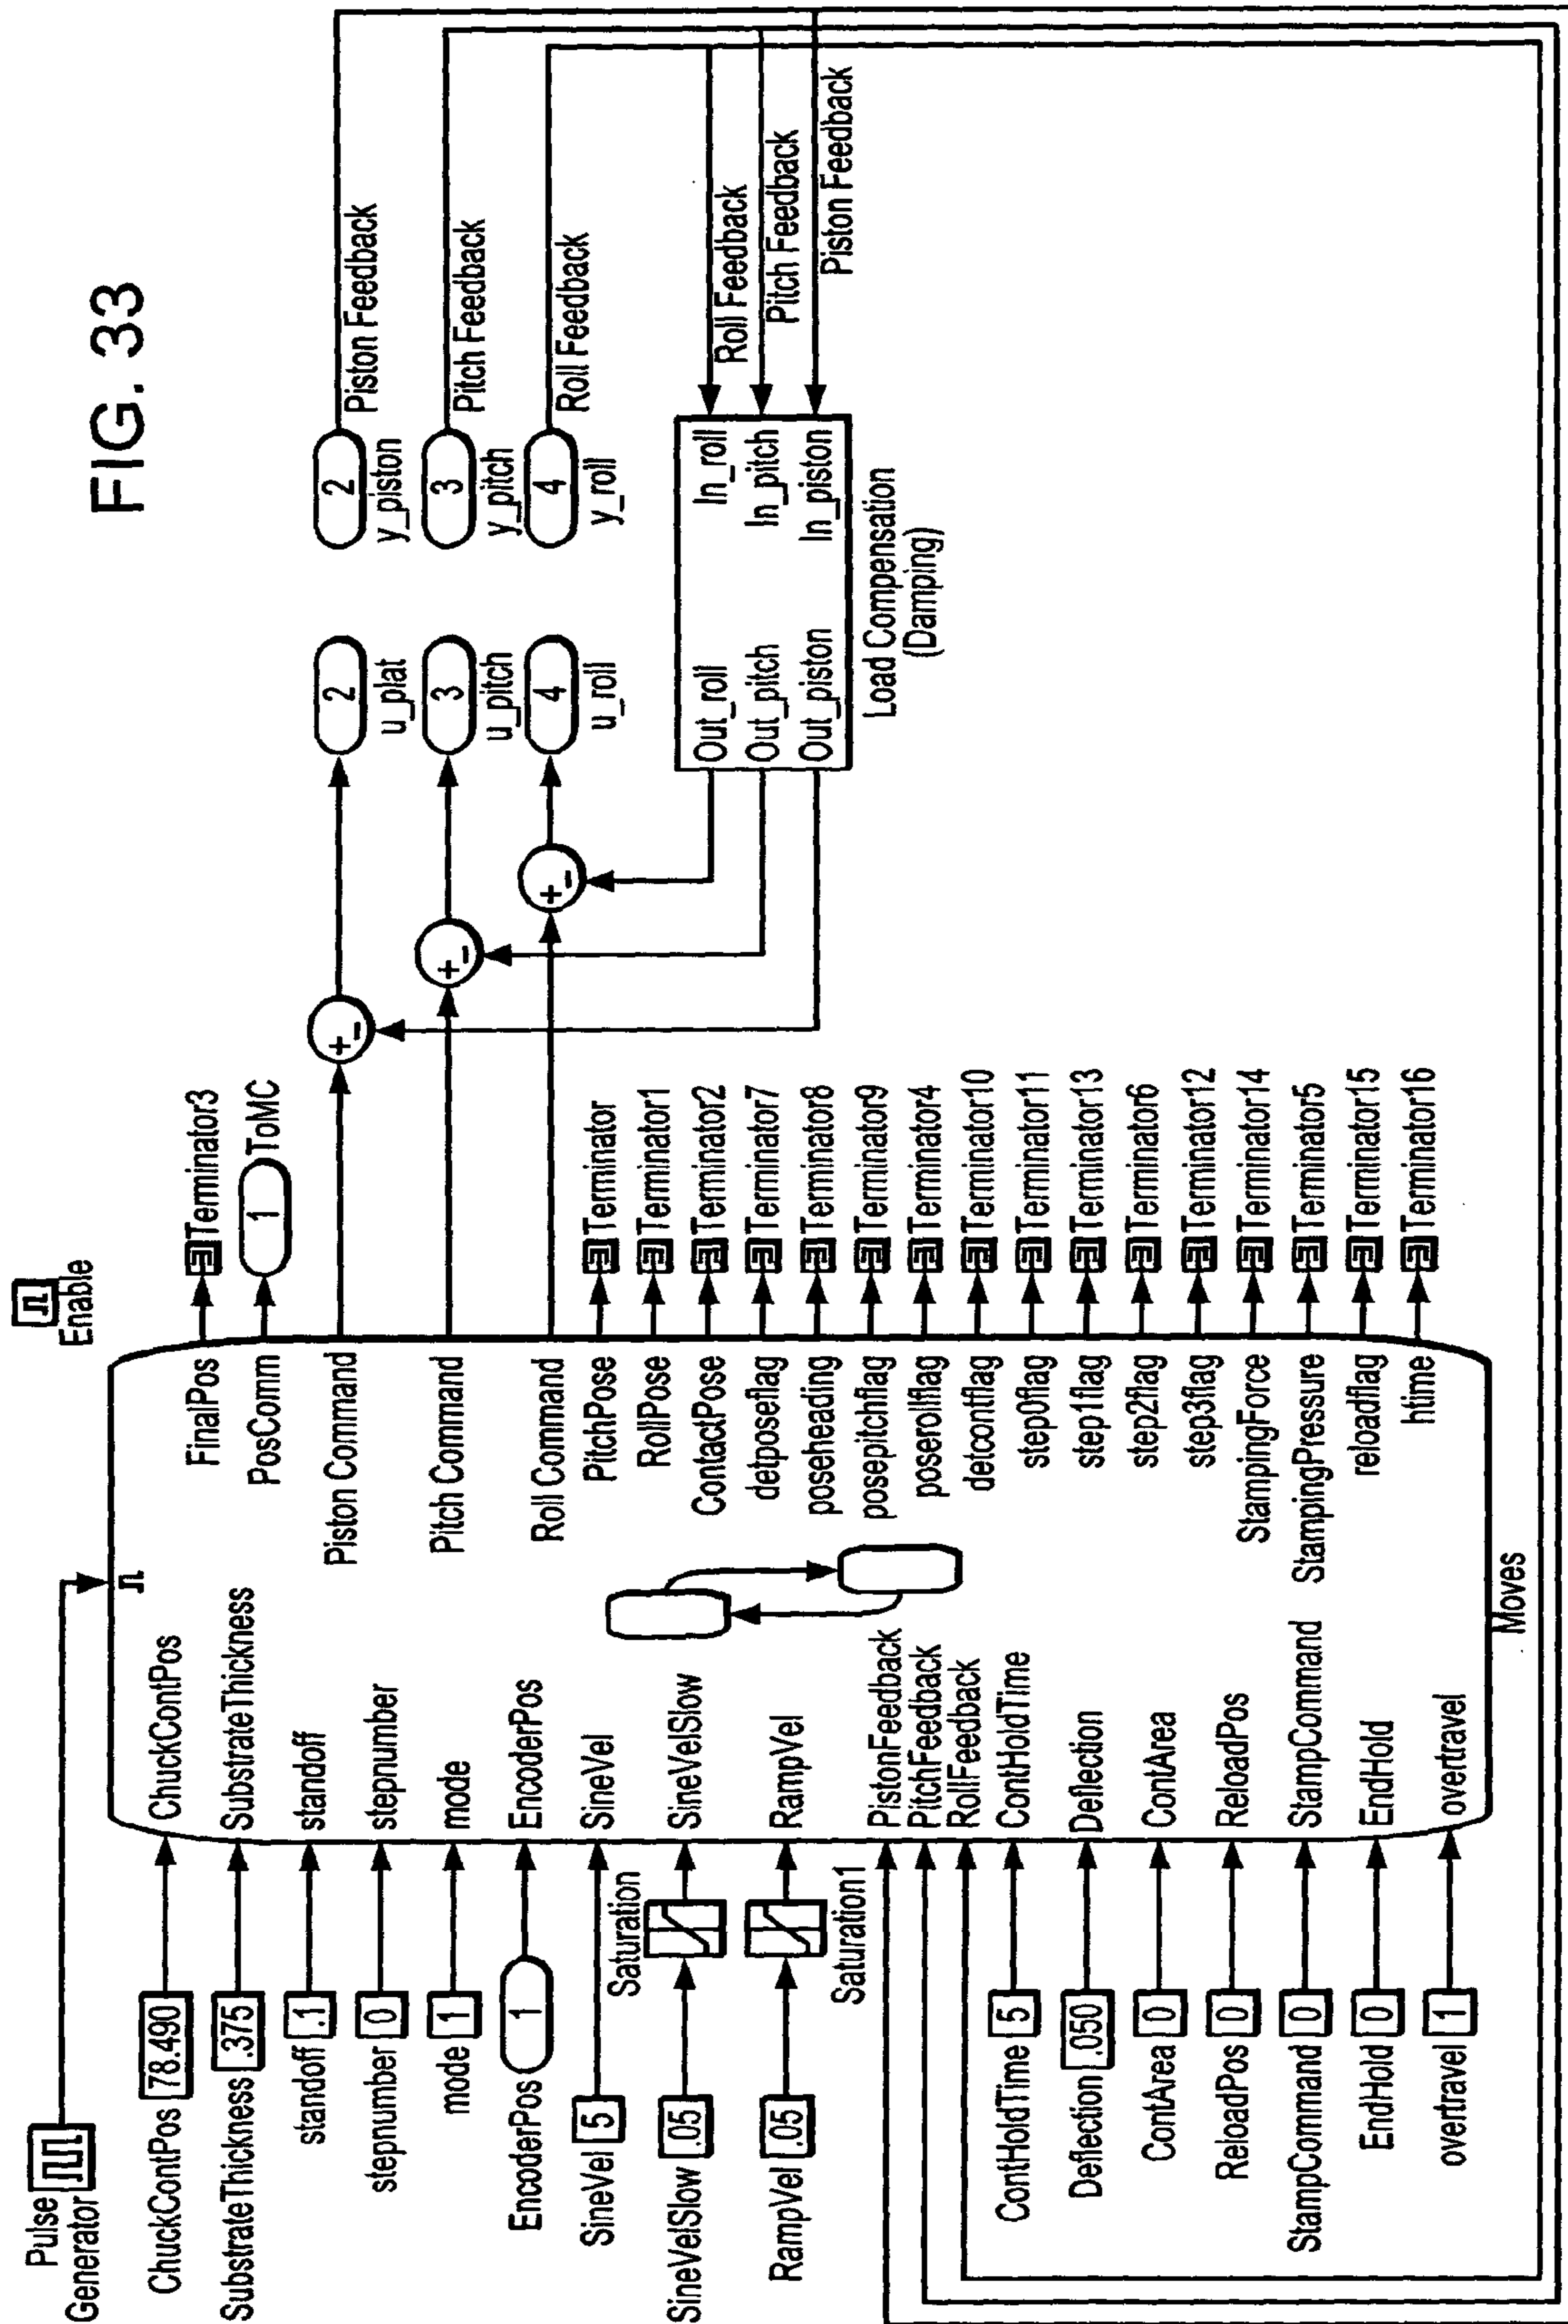 FIG. 33
Pulse
Generator
Enable
ChuckContPos 78.490
SubstrateThickness .375
standoff .1
stepnumber 0
mode 1
EncoderPos 1
SineVel 5
SineVelSlow .05
Saturation
RampVel .05
Saturation1
ContHoldTime 5
Deflection .050
ContArea 0
ReloadPos 0
StampCommand 0
EndHold 0
overtravel 1
ChuckContPos
SubstrateThickness
standoff
stepnumber
mode
EncoderPos
SineVel
SineVelSlow
RampVel
PistonFeedback
PitchFeedback
RollFeedback
ContHoldTime
Deflection
ContArea
ReloadPos
StampCommand
EndHold
overtravel
FinalPos
PosComm
Piston Command
Pitch Command
Roll Command
PitchPose
RollPose
ContactPose
detposeflag
poseheading
posepitchflag
poserollflag
detcontflag
step0flag
step1flag
step2flag
step3flag
StampingForce
StampingPressure
reloadflag
htime
Moves
Terminator3
1 ToMC
Terminator
Terminator1
Terminator2
Terminator7
Terminator8
Terminator9
Terminator4
Terminator10
Terminator11
Terminator13
Terminator6
Terminator12
Terminator14
Terminator5
Terminator15
Terminator16
+ -
+ -
+ -
2
u_plat
3
u_pitch
4
u_roll
2
y_piston
3
y_pitch
4
y_roll
Piston Feedback
Pitch Feedback
Roll Feedback
Out_roll In_roll
Out_pitch In_pitch
Out_piston In_piston
Load Compensation
(Damping)
Roll Feedback
Pitch Feedback
Piston Feedback